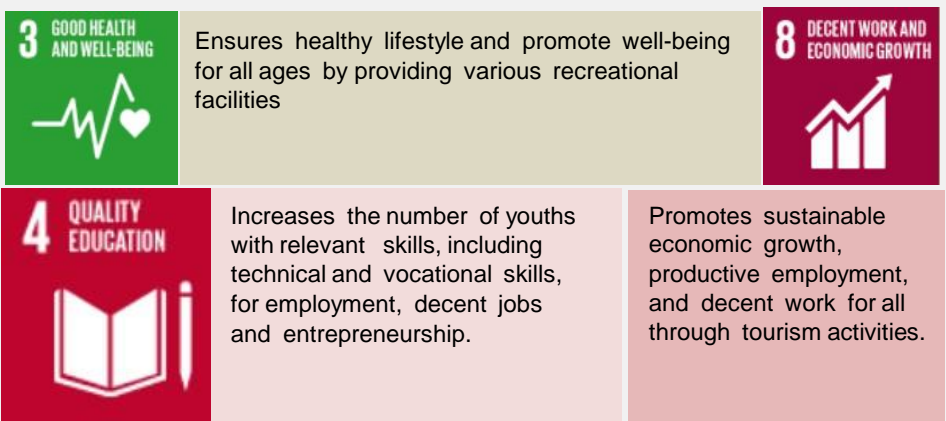 3 GOOD HEALTH
AND WELL-BEING
Ensures healthy lifestyle and promote well-being
for all ages by providing various recreational
facilities
8 DECENT WORK AND
ECONOMIC GROWTH
4 QUALITY
EDUCATION
Increases the number of youths
with relevant skills, including
technical and vocational skills,
for employment, decent jobs
and entrepreneurship.
Promotes sustainable
economic growth,
productive employment,
and decent work for all
through tourism activities.